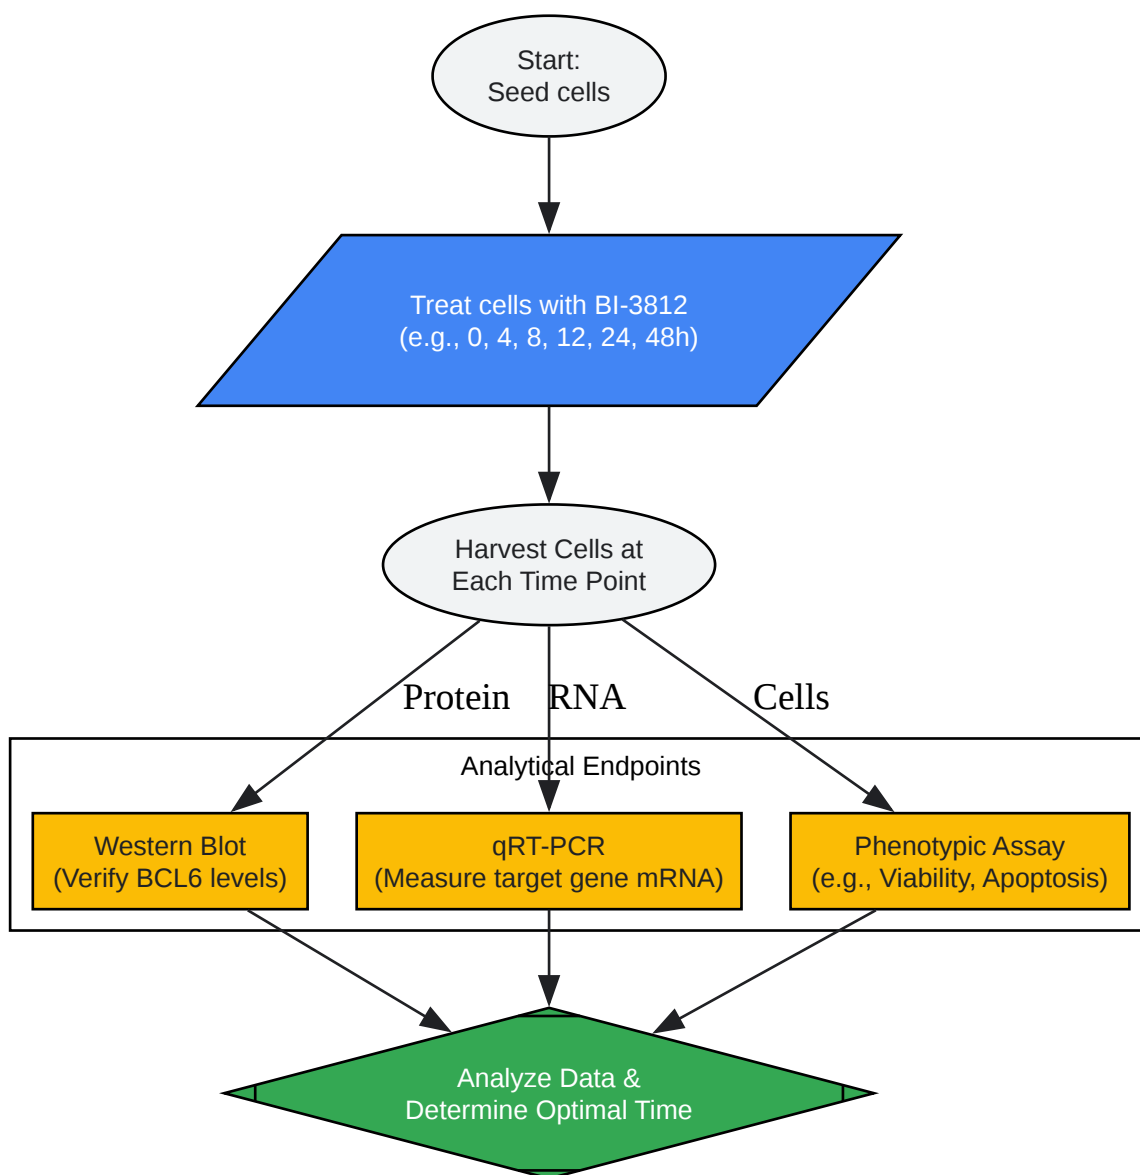 Start:
Seed cells
Treat cells with BI-3812
(e.g., 0, 4, 8, 12, 24, 48h)
Harvest Cells at
Each Time Point
Protein
RNA
Cells
Analytical Endpoints
Western Blot
(Verify BCL6 levels)
qRT-PCR
(Measure target gene mRNA)
Phenotypic Assay
(e.g., Viability, Apoptosis)
Analyze Data &
Determine Optimal Time